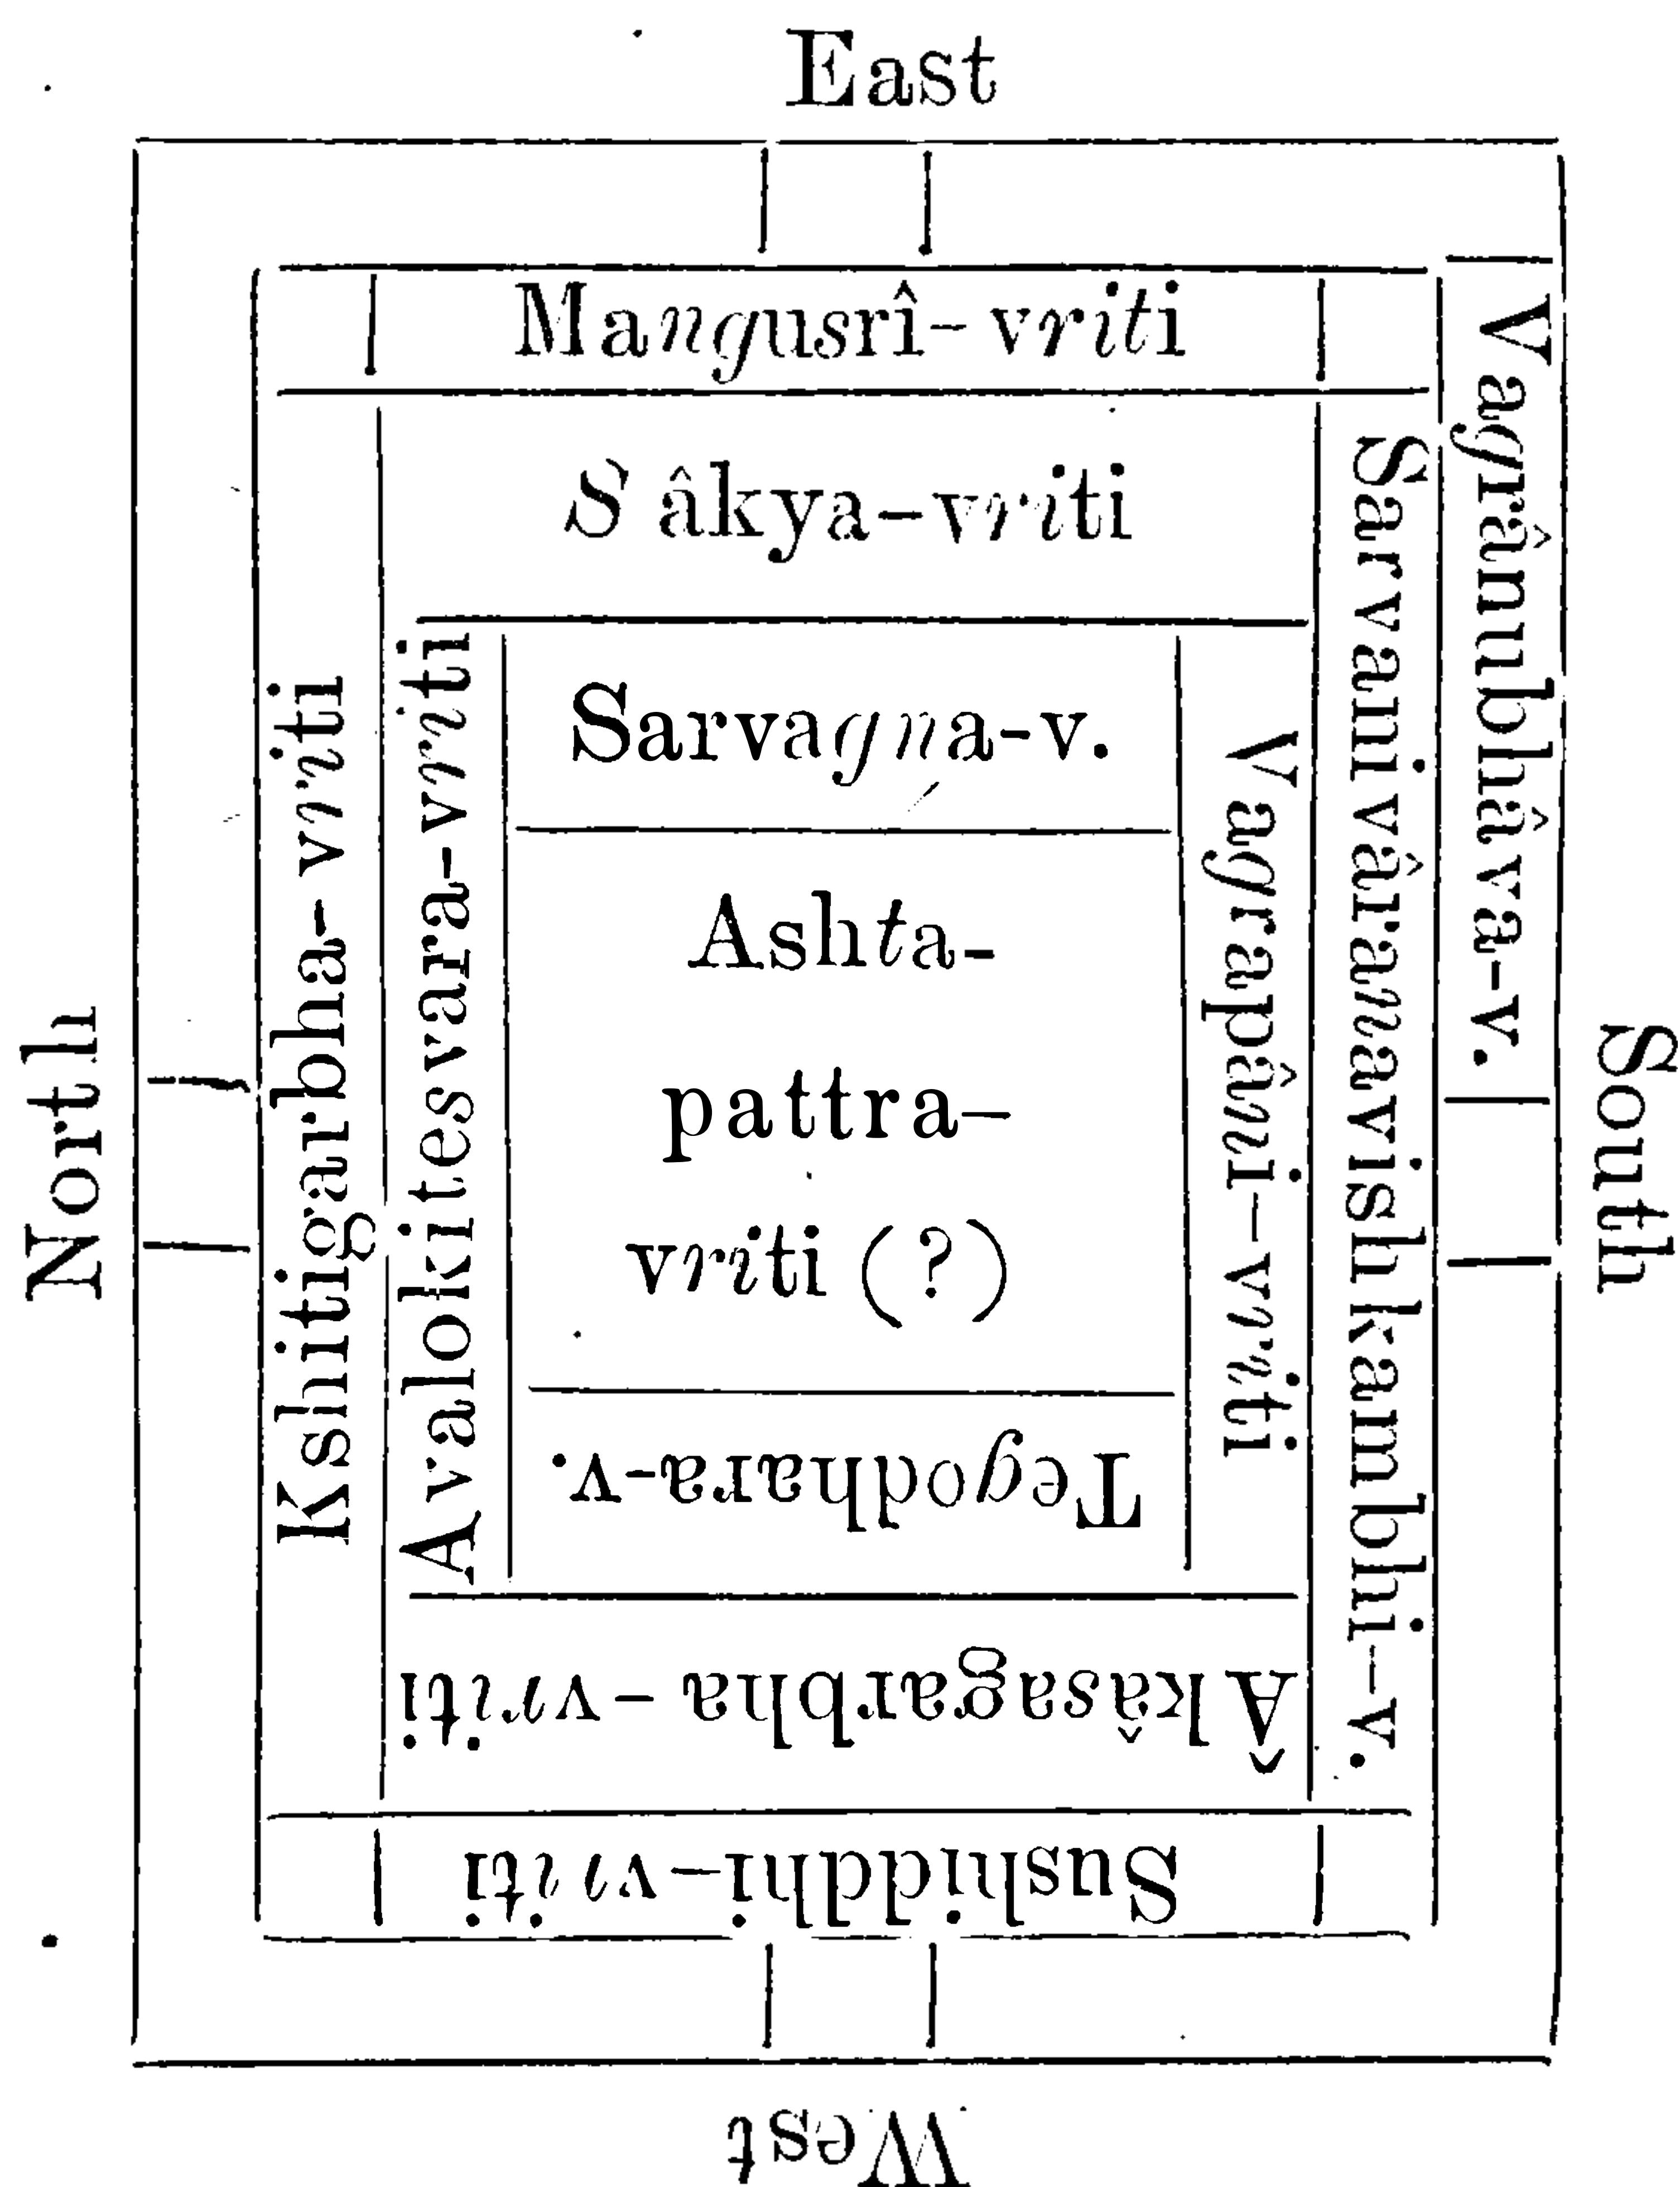 East
Mangusrî-vriti
Sâkya-vriti
Sarvagna-v.
Ashta-
pattra-
vriti (?)
Tegodhara-v.
Âkâsagarbha-vriti
Sushiddhi-vriti
West
North
Kshitigarbha-vriti
Avalokitesvara-vriti
Vagrapâni-vriti
Sarvanivâranavishkambhi-v.
Vagrânubhâva-v.
South